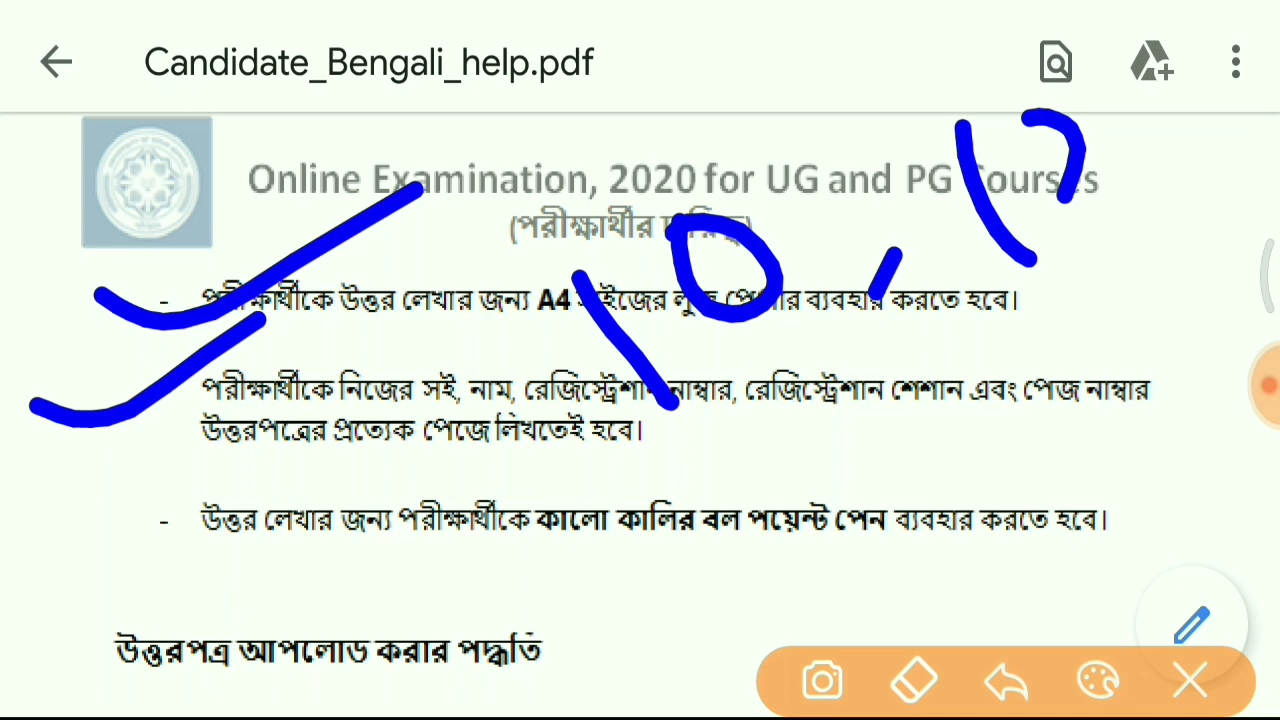 Candidate_Bengali_help.pdf
Online Examination, 2020 for UG and PG Courses
(পরীক্ষার্থীর দায়িত্ব)
- পরীক্ষার্থীকে উত্তর লেখার জন্য A4 সাইজের লুজ পেপার ব্যবহার করতে হবে।
পরীক্ষার্থীকে নিজের সই, নাম, রেজিস্ট্রেশান নাম্বার, রেজিস্ট্রেশান শেশান এবং পেজ নাম্বার
উত্তরপত্রের প্রত্যেক পেজে লিখতেই হবে।
- উত্তর লেখার জন্য পরীক্ষার্থীকে কালো কালির বল পয়েন্ট পেন ব্যবহার করতে হবে।
উত্তরপত্র আপলোড করার পদ্ধতি